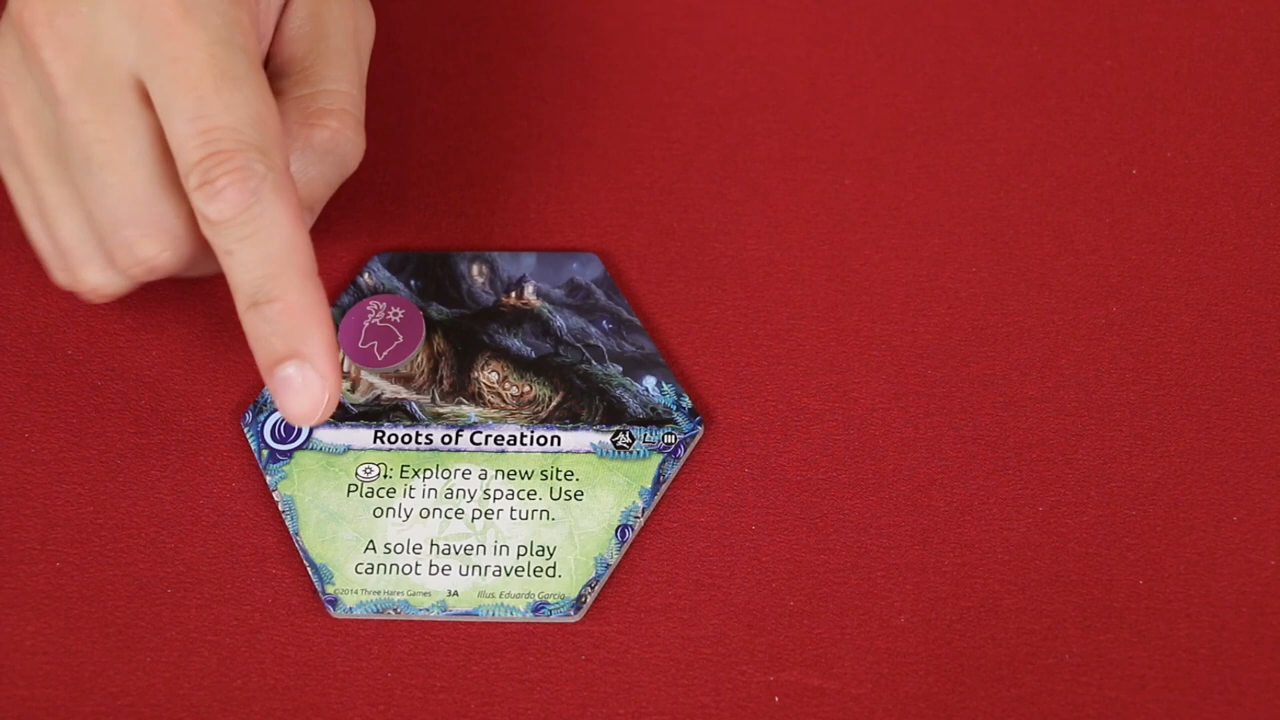 Roots of Creation
: Explore a new site.
Place it in any space. Use
only once per turn.
A sole haven in play
cannot be unraveled.
©2014 Three Hares Games 3A Illus. Eduardo Garcia